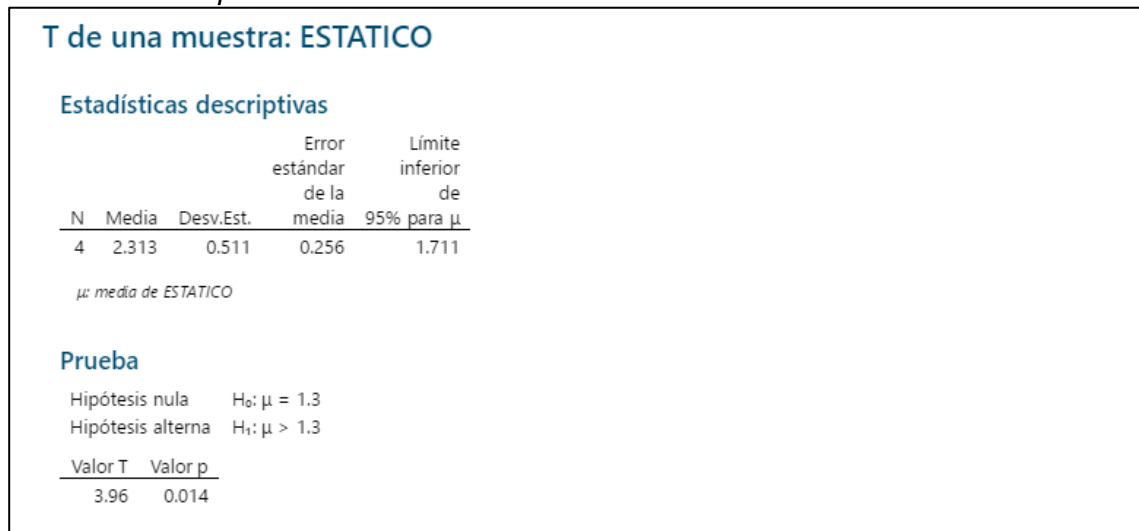 T de una muestra: ESTATICO
Estadísticas descriptivas
Error Límite
estándar inferior
de la de
N Media Desv.Est. media 95% para μ
4 2.313 0.511 0.256 1.711
μ: media de ESTATICO
Prueba
Hipótesis nula H₀: μ = 1.3
Hipótesis alterna H₁: μ > 1.3
Valor T Valor p
3.96 0.014